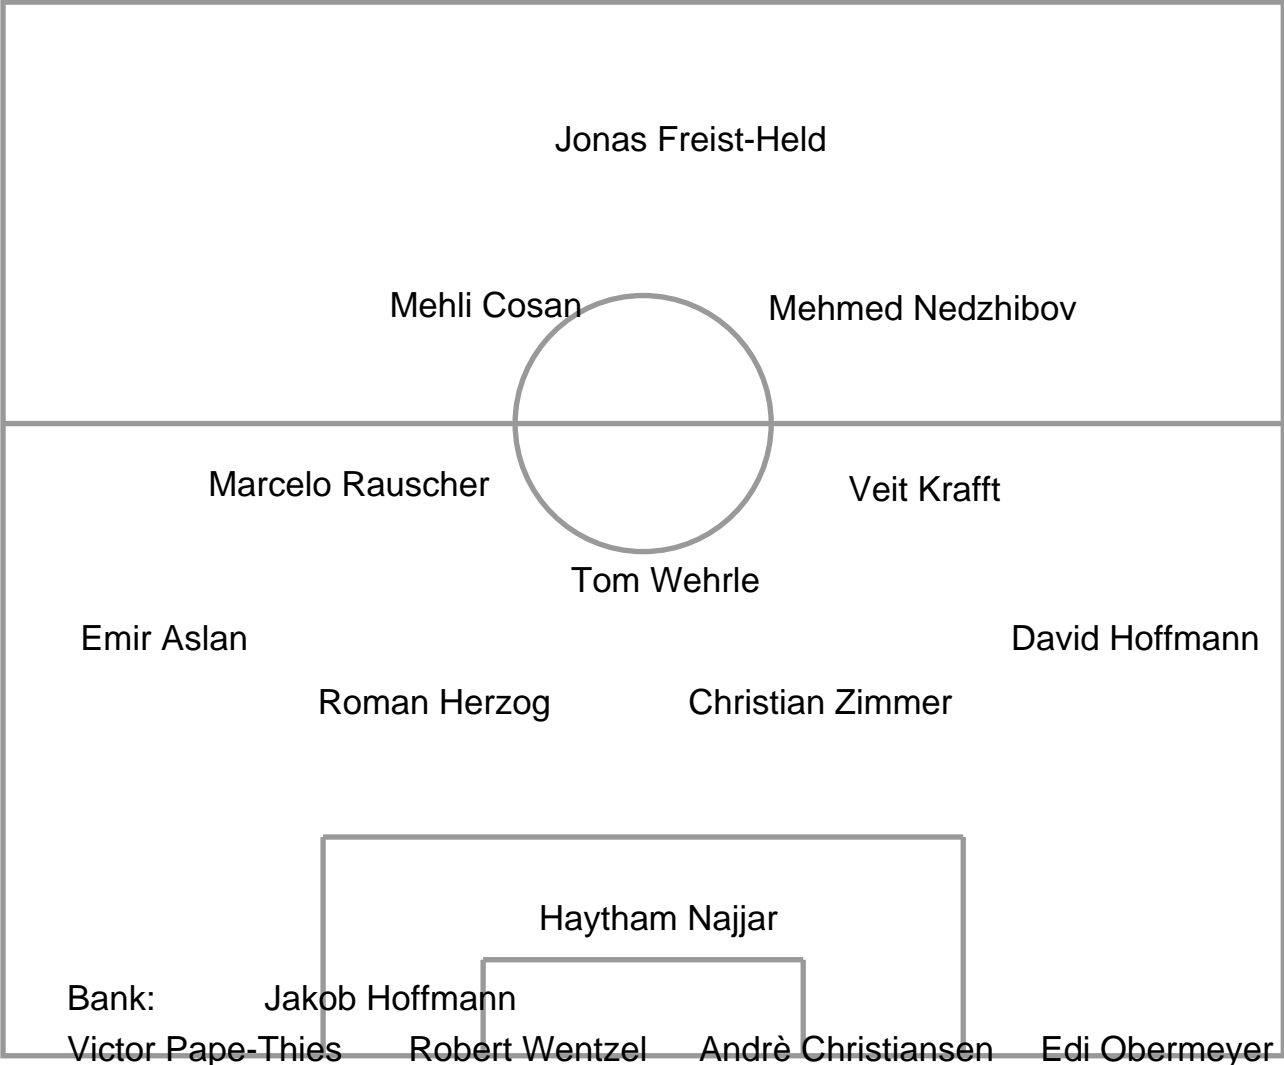 Jonas Freist-Held
Mehli Cosan Mehmed Nedzhibov
Marcelo Rauscher Veit Krafft
Tom Wehrle
Emir Aslan David Hoffmann
Roman Herzog Christian Zimmer
Haytham Najjar
Bank: Jakob Hoffmann
Victor Pape-Thies Robert Wentzel Andrè Christiansen Edi Obermeyer